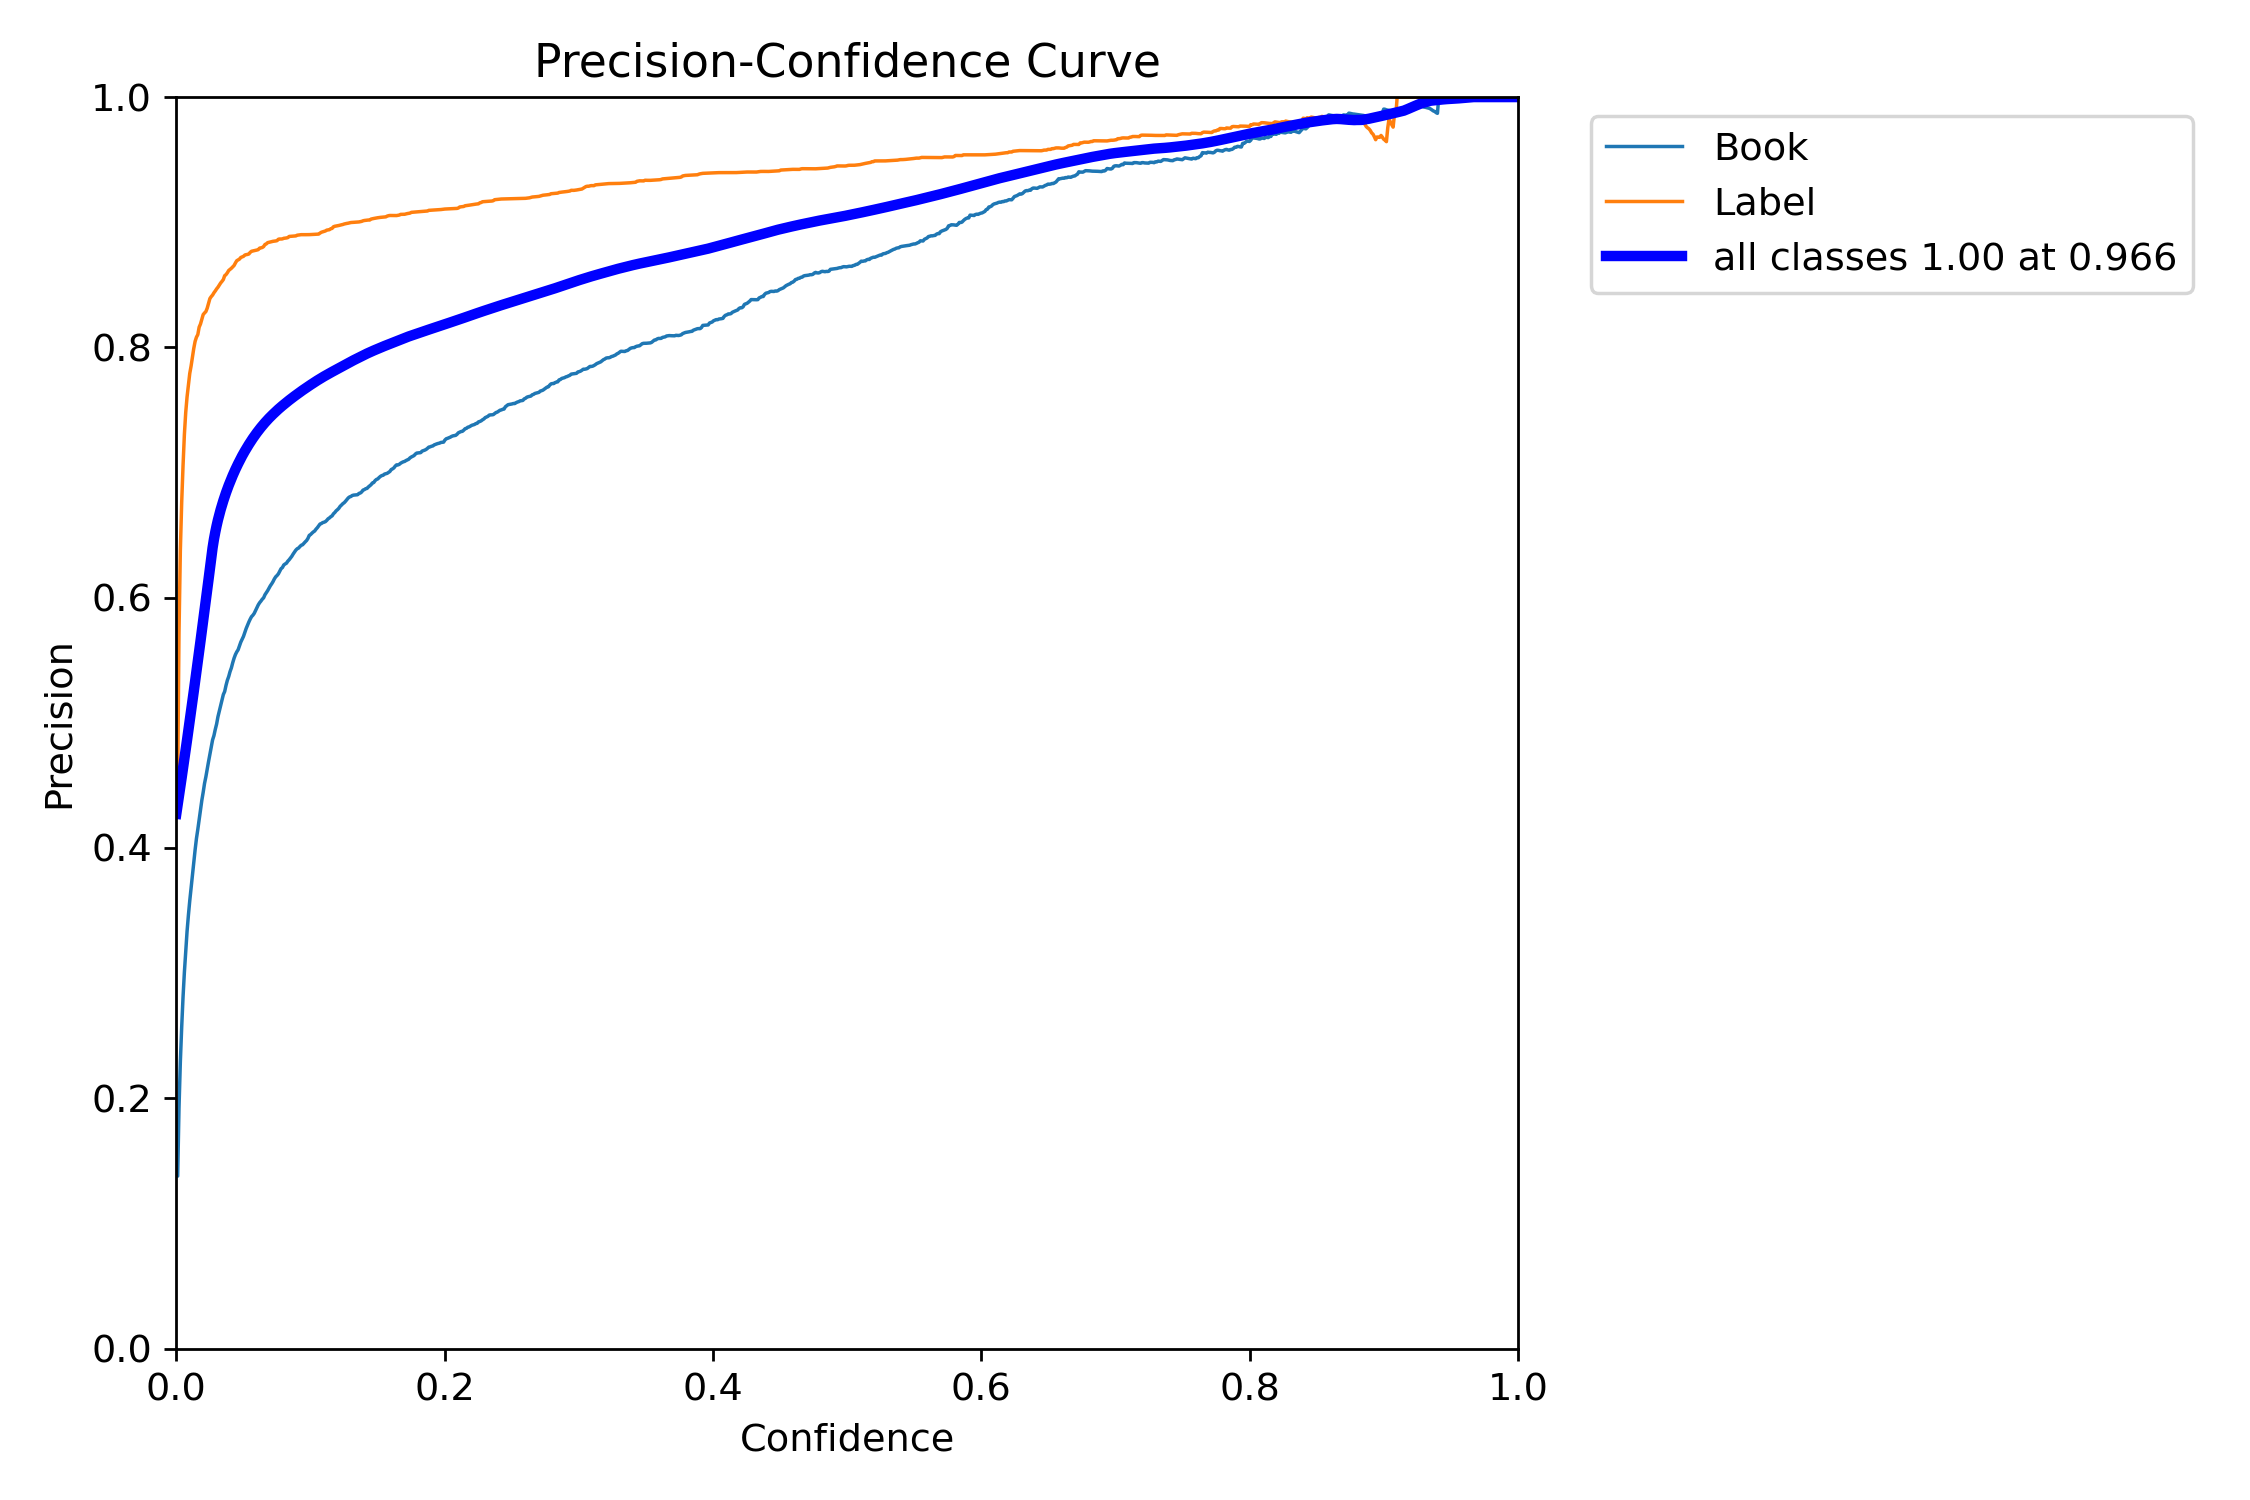 Precision-Confidence Curve
1.0
0.8
0.6
0.4
0.2
0.0
Precision
0.0 0.2 0.4 0.6 0.8 1.0
Confidence
Book
Label
all classes 1.00 at 0.966